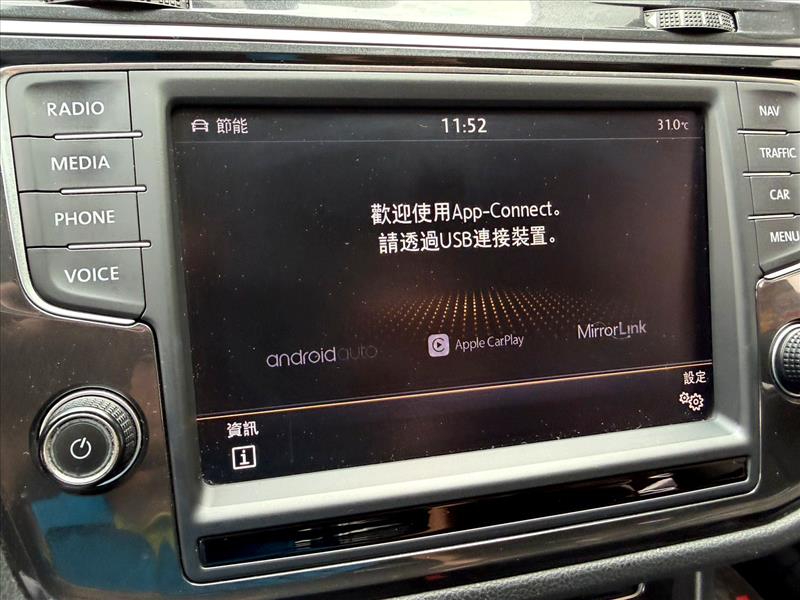 RADIO
MEDIA
PHONE
VOICE
節能
11:52
31.0°C
歡迎使用App-Connect。
請透過USB連接裝置。
androidauto
Apple CarPlay
MirrorLink
資訊
i
設定
NAV
TRAFFIC
CAR
MENU